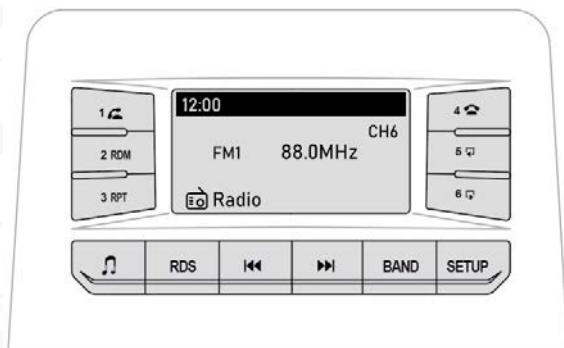 12:00
CH6
FM1 88.0MHz
Radio
1
2 RDM
3 RPT
4
5
6
RDS
BAND
SETUP